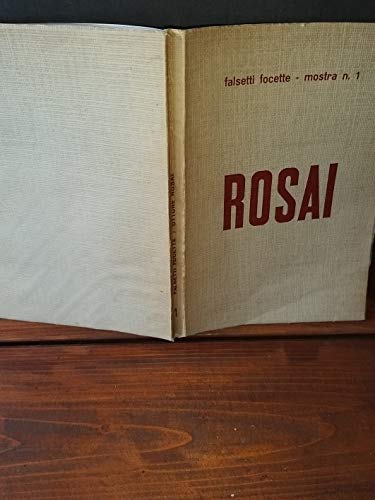 falsetti focette - mostra n. 1
ROSAI
FALSETTI FOCETTE / OTTONE ROSAI